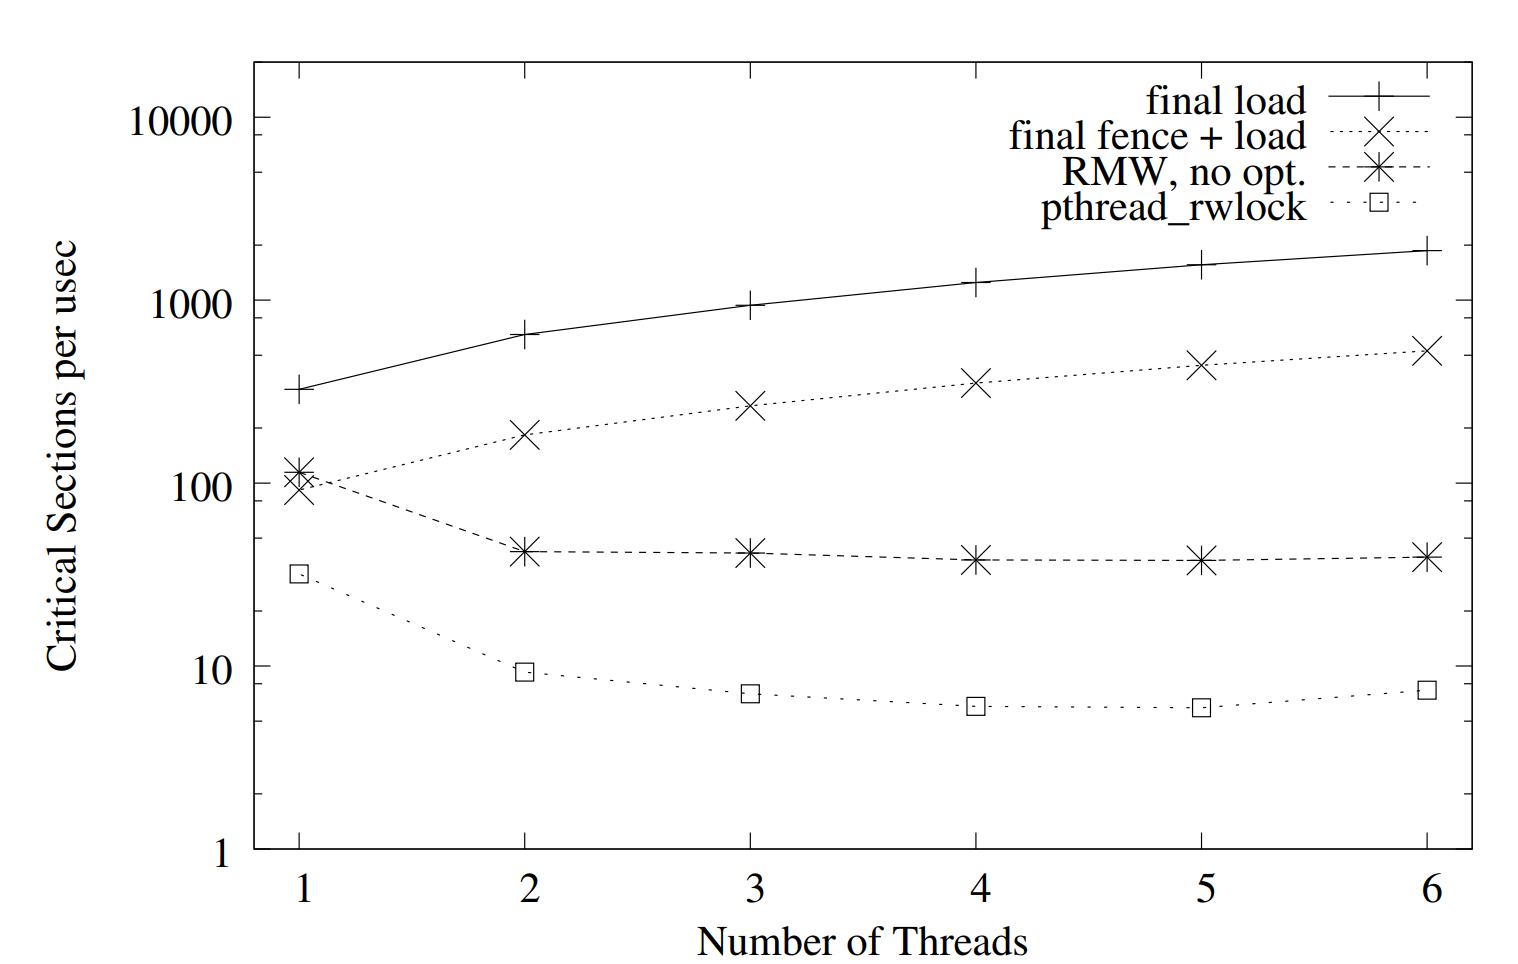 final load
final fence + load
RMW, no opt.
pthread_rwlock
10000
1000
100
10
1
Critical Sections per usec
1 2 3 4 5 6
Number of Threads